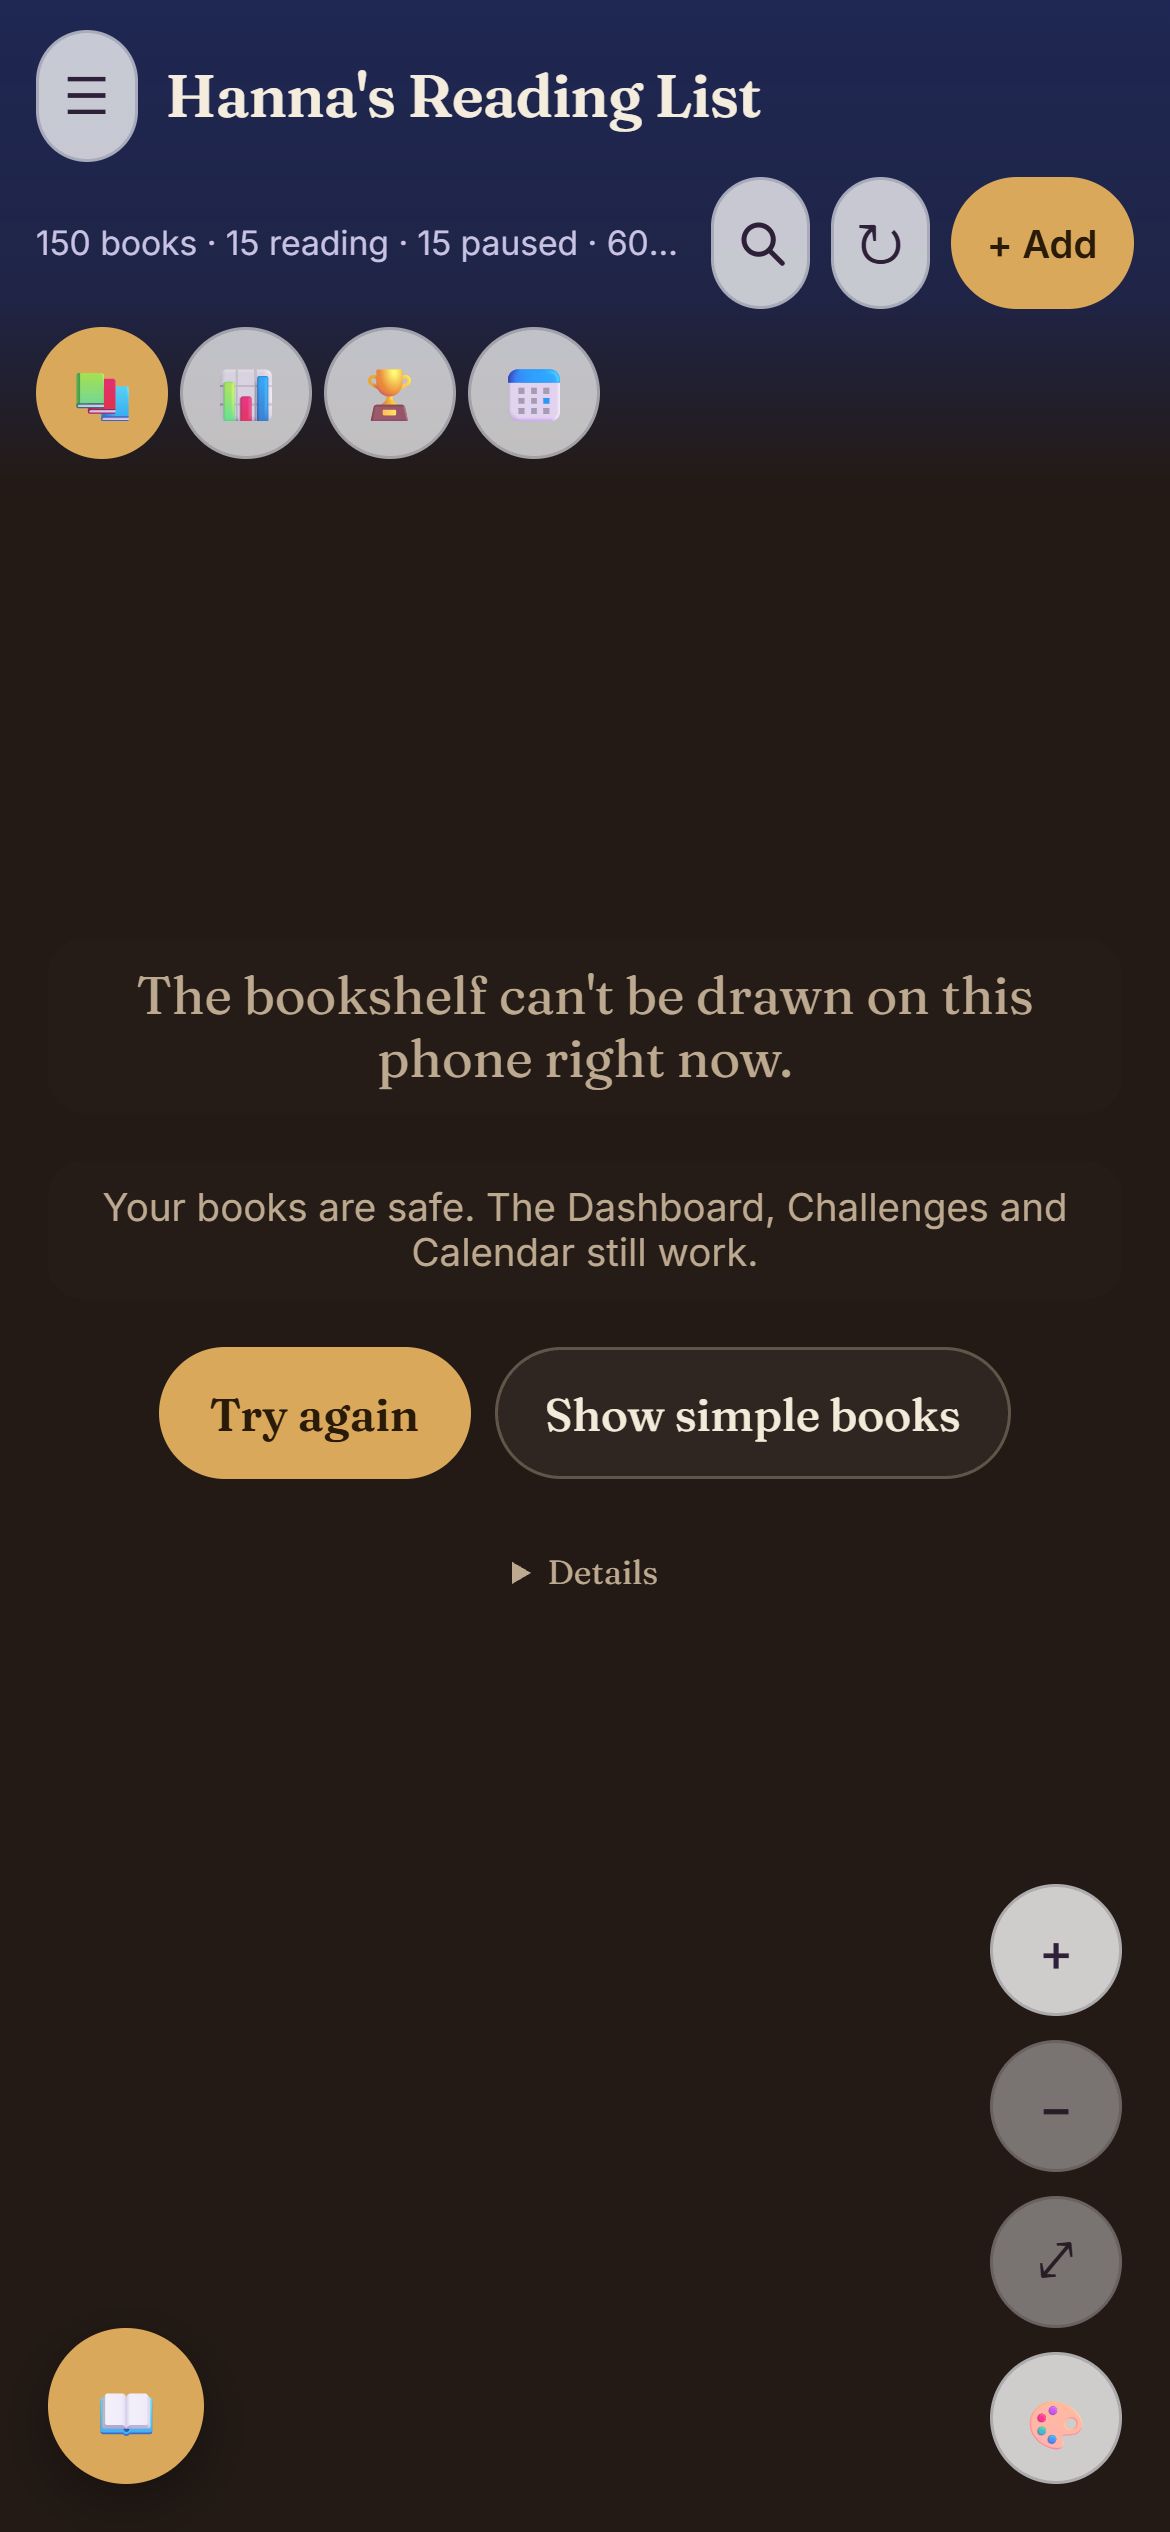 Hanna's Reading List
150 books · 15 reading · 15 paused · 60...
+ Add
The bookshelf can't be drawn on this
phone right now.
Your books are safe. The Dashboard, Challenges and
Calendar still work.
Try again
Show simple books
Details